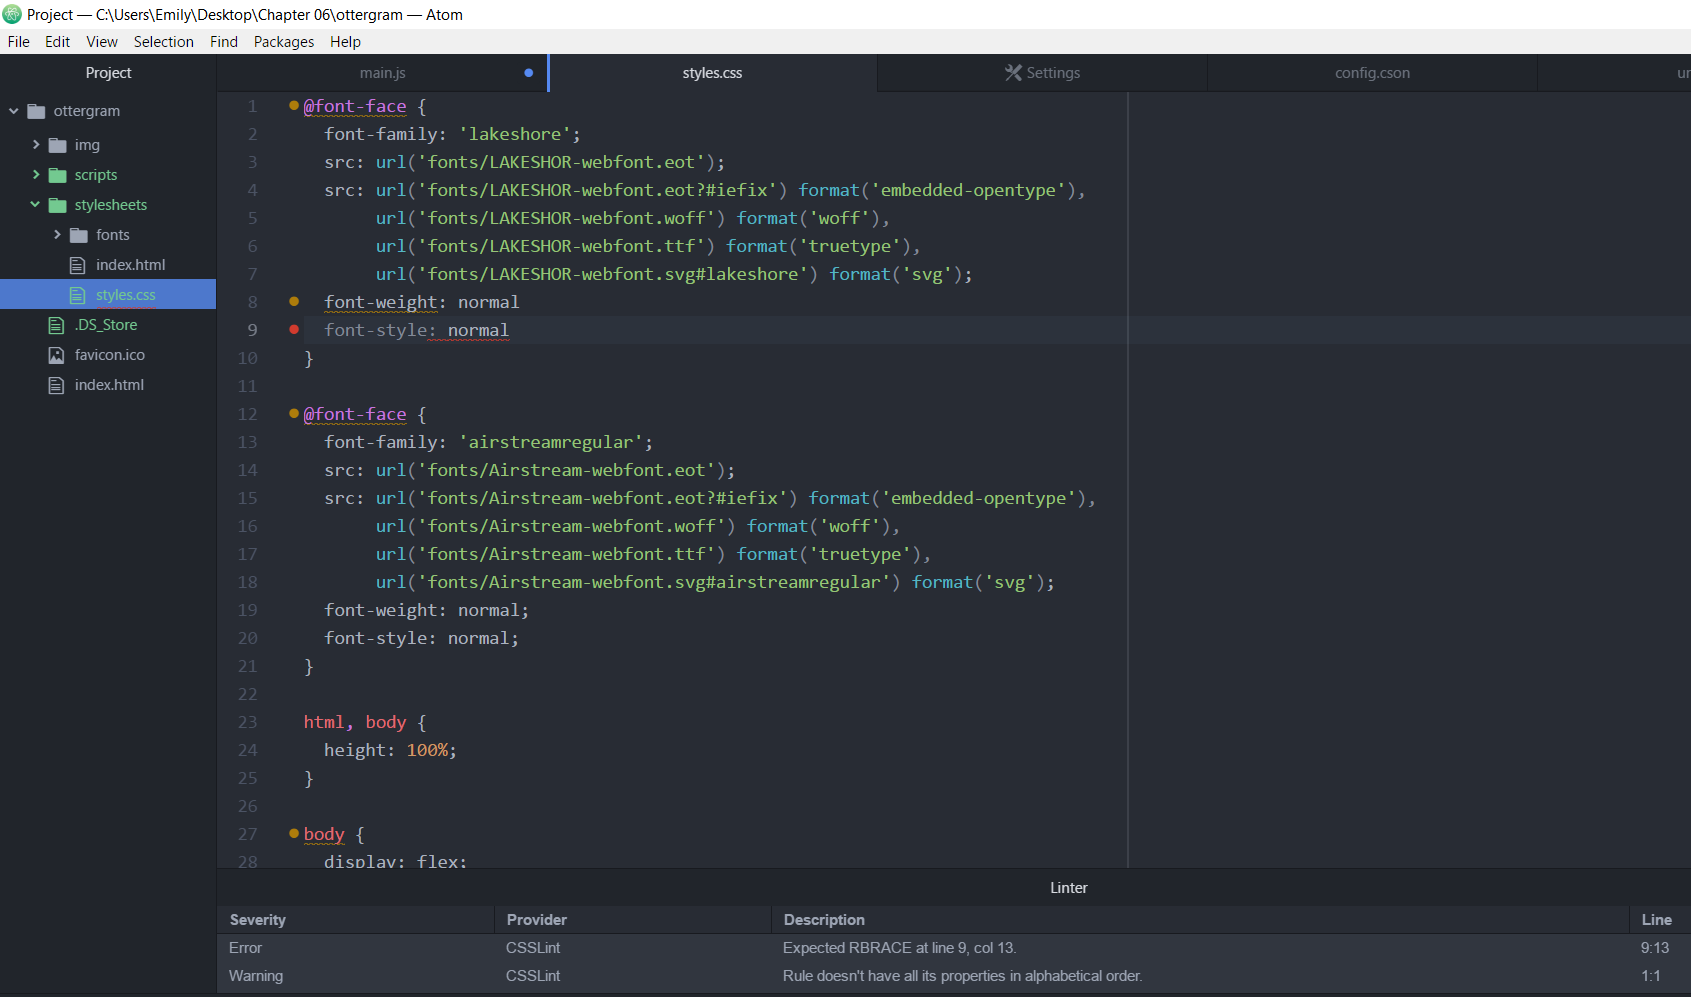 Project — C:\Users\Emily\Desktop\Chapter 06\ottergram — Atom
File Edit View Selection Find Packages Help
Project
main.js
styles.css
Settings
config.cson
ottergram
img
scripts
stylesheets
fonts
index.html
styles.css
.DS_Store
favicon.ico
index.html
1 @font-face {
2 font-family: 'lakeshore';
3 src: url('fonts/LAKESHOR-webfont.eot');
4 src: url('fonts/LAKESHOR-webfont.eot?#iefix') format('embedded-opentype'),
5 url('fonts/LAKESHOR-webfont.woff') format('woff'),
6 url('fonts/LAKESHOR-webfont.ttf') format('truetype'),
7 url('fonts/LAKESHOR-webfont.svg#lakeshore') format('svg');
8 font-weight: normal
9 font-style: normal
10 }
11
12 @font-face {
13 font-family: 'airstreamregular';
14 src: url('fonts/Airstream-webfont.eot');
15 src: url('fonts/Airstream-webfont.eot?#iefix') format('embedded-opentype'),
16 url('fonts/Airstream-webfont.woff') format('woff'),
17 url('fonts/Airstream-webfont.ttf') format('truetype'),
18 url('fonts/Airstream-webfont.svg#airstreamregular') format('svg');
19 font-weight: normal;
20 font-style: normal;
21 }
22
23 html, body {
24 height: 100%;
25 }
26
27 body {
28 display: flex;
Linter
Severity Provider Description Line
Error CSSLint Expected RBRACE at line 9, col 13. 9:13
Warning CSSLint Rule doesn't have all its properties in alphabetical order. 1:1